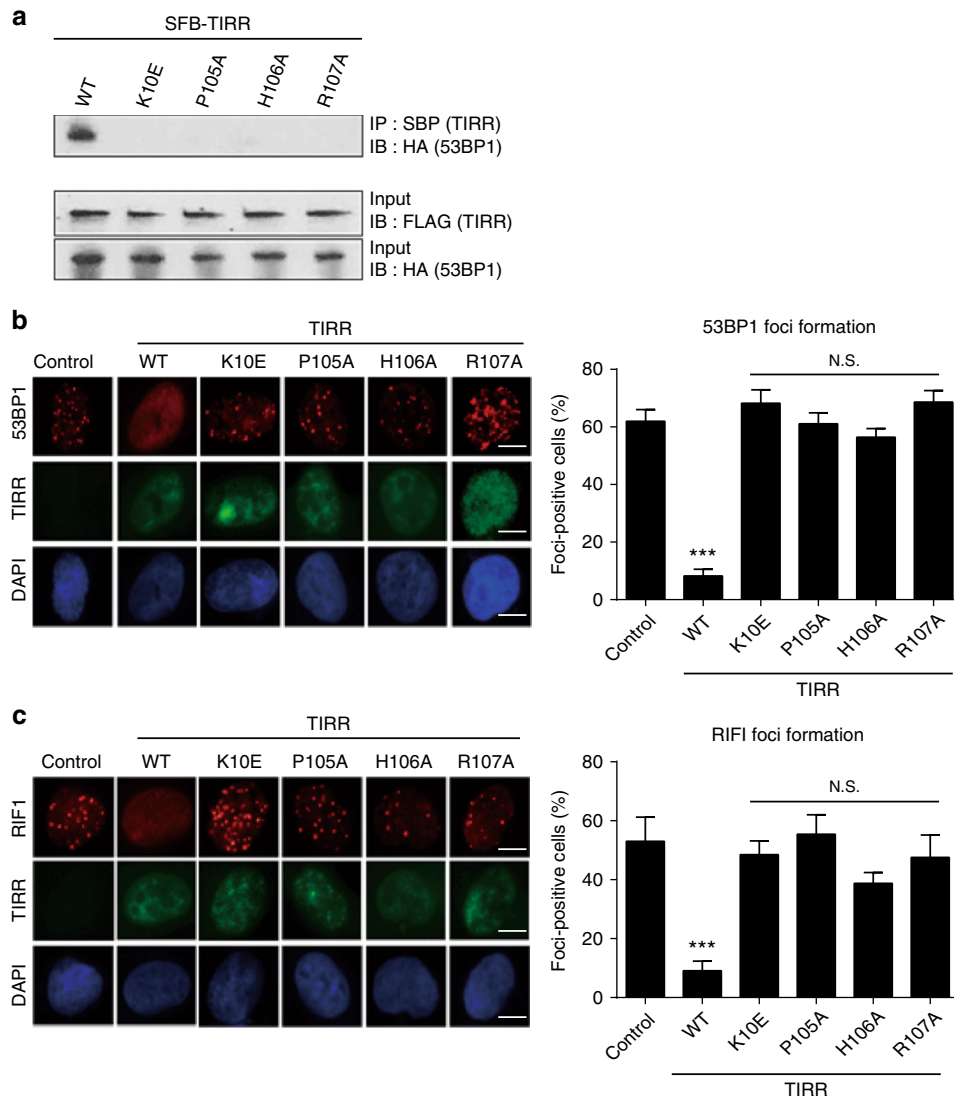 a
SFB-TIRR
WT K10E P105A H106A R107A
IP : SBP (TIRR)
IB : HA (53BP1)
Input
IB : FLAG (TIRR)
Input
IB : HA (53BP1)
b
TIRR
Control WT K10E P105A H106A R107A
53BP1
TIRR
DAPI
53BP1 foci formation
N.S.
80
60
40
20
0
Foci-positive cells (%)
***
Control WT K10E P105A H106A R107A
TIRR
c
TIRR
Control WT K10E P105A H106A R107A
RIF1
TIRR
DAPI
RIFI foci formation
N.S.
80
60
40
20
0
Foci-positive cells (%)
***
Control WT K10E P105A H106A R107A
TIRR